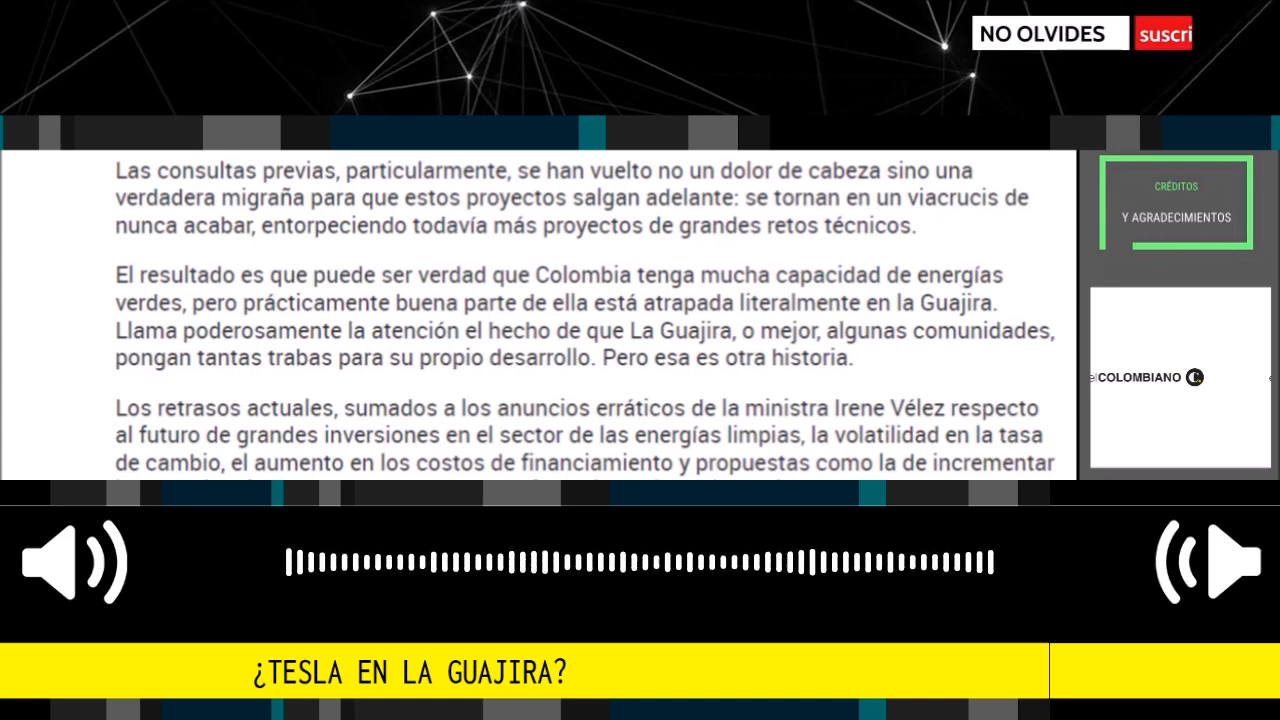 NO OLVIDES
suscri
Las consultas previas, particularmente, se han vuelto no un dolor de cabeza sino una
verdadera migraña para que estos proyectos salgan adelante: se tornan en un viacrucis de
nunca acabar, entorpeciendo todavía más proyectos de grandes retos técnicos.
El resultado es que puede ser verdad que Colombia tenga mucha capacidad de energías
verdes, pero prácticamente buena parte de ella está atrapada literalmente en la Guajira.
Llama poderosamente la atención el hecho de que La Guajira, o mejor, algunas comunidades,
pongan tantas trabas para su propio desarrollo. Pero esa es otra historia.
Los retrasos actuales, sumados a los anuncios erráticos de la ministra Irene Vélez respecto
al futuro de grandes inversiones en el sector de las energías limpias, la volatilidad en la tasa
de cambio, el aumento en los costos de financiamiento y propuestas como la de incrementar
CRÉDITOS
Y AGRADECIMIENTOS
elCOLOMBIANO
¿TESLA EN LA GUAJIRA?